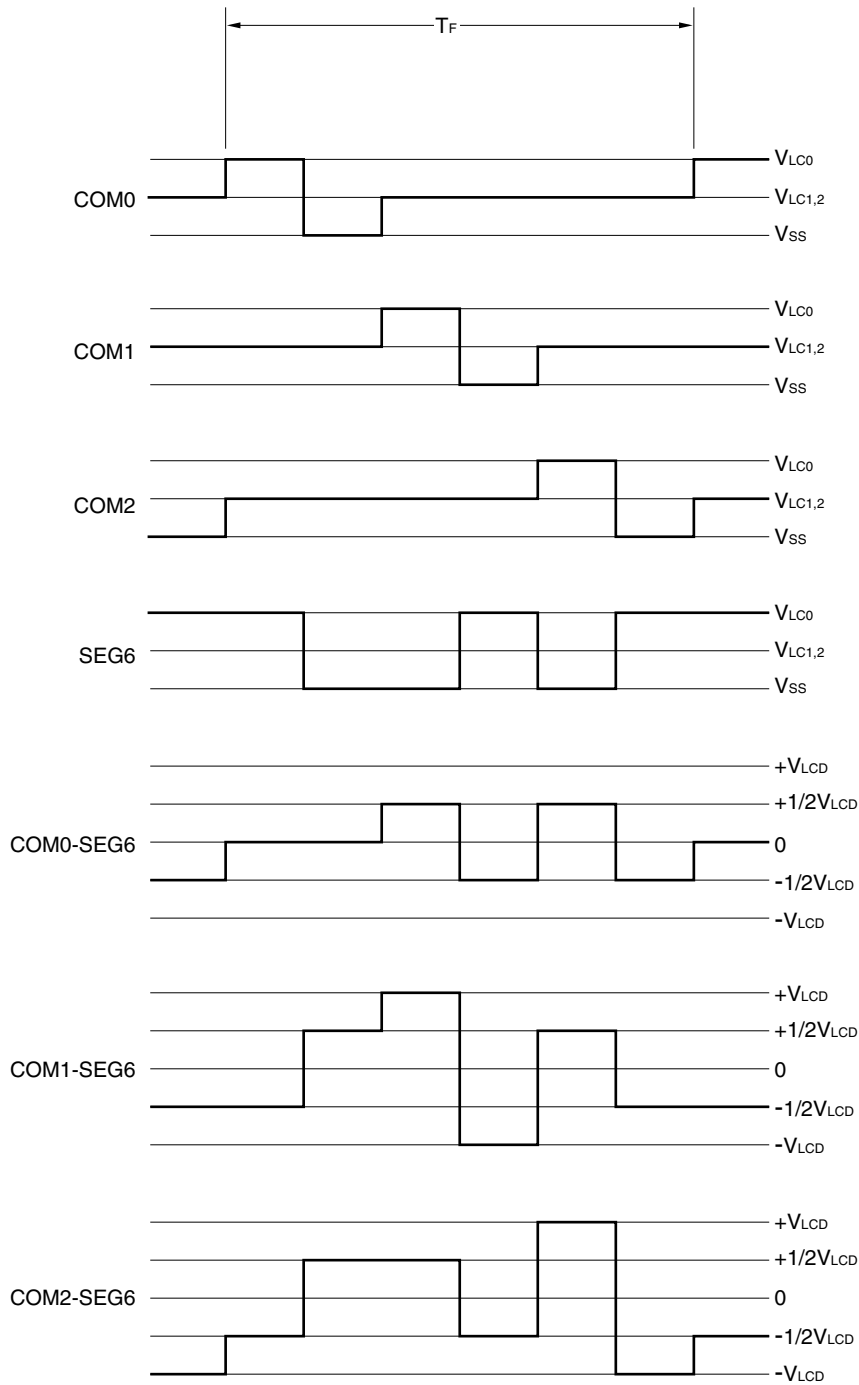 TF
COM0
VLC0
VLC1,2
VSS
COM1
VLC0
VLC1,2
VSS
COM2
VLC0
VLC1,2
VSS
SEG6
VLC0
VLC1,2
VSS
COM0-SEG6
+VLCD
+1/2VLCD
0
-1/2VLCD
-VLCD
COM1-SEG6
+VLCD
+1/2VLCD
0
-1/2VLCD
-VLCD
COM2-SEG6
+VLCD
+1/2VLCD
0
-1/2VLCD
-VLCD